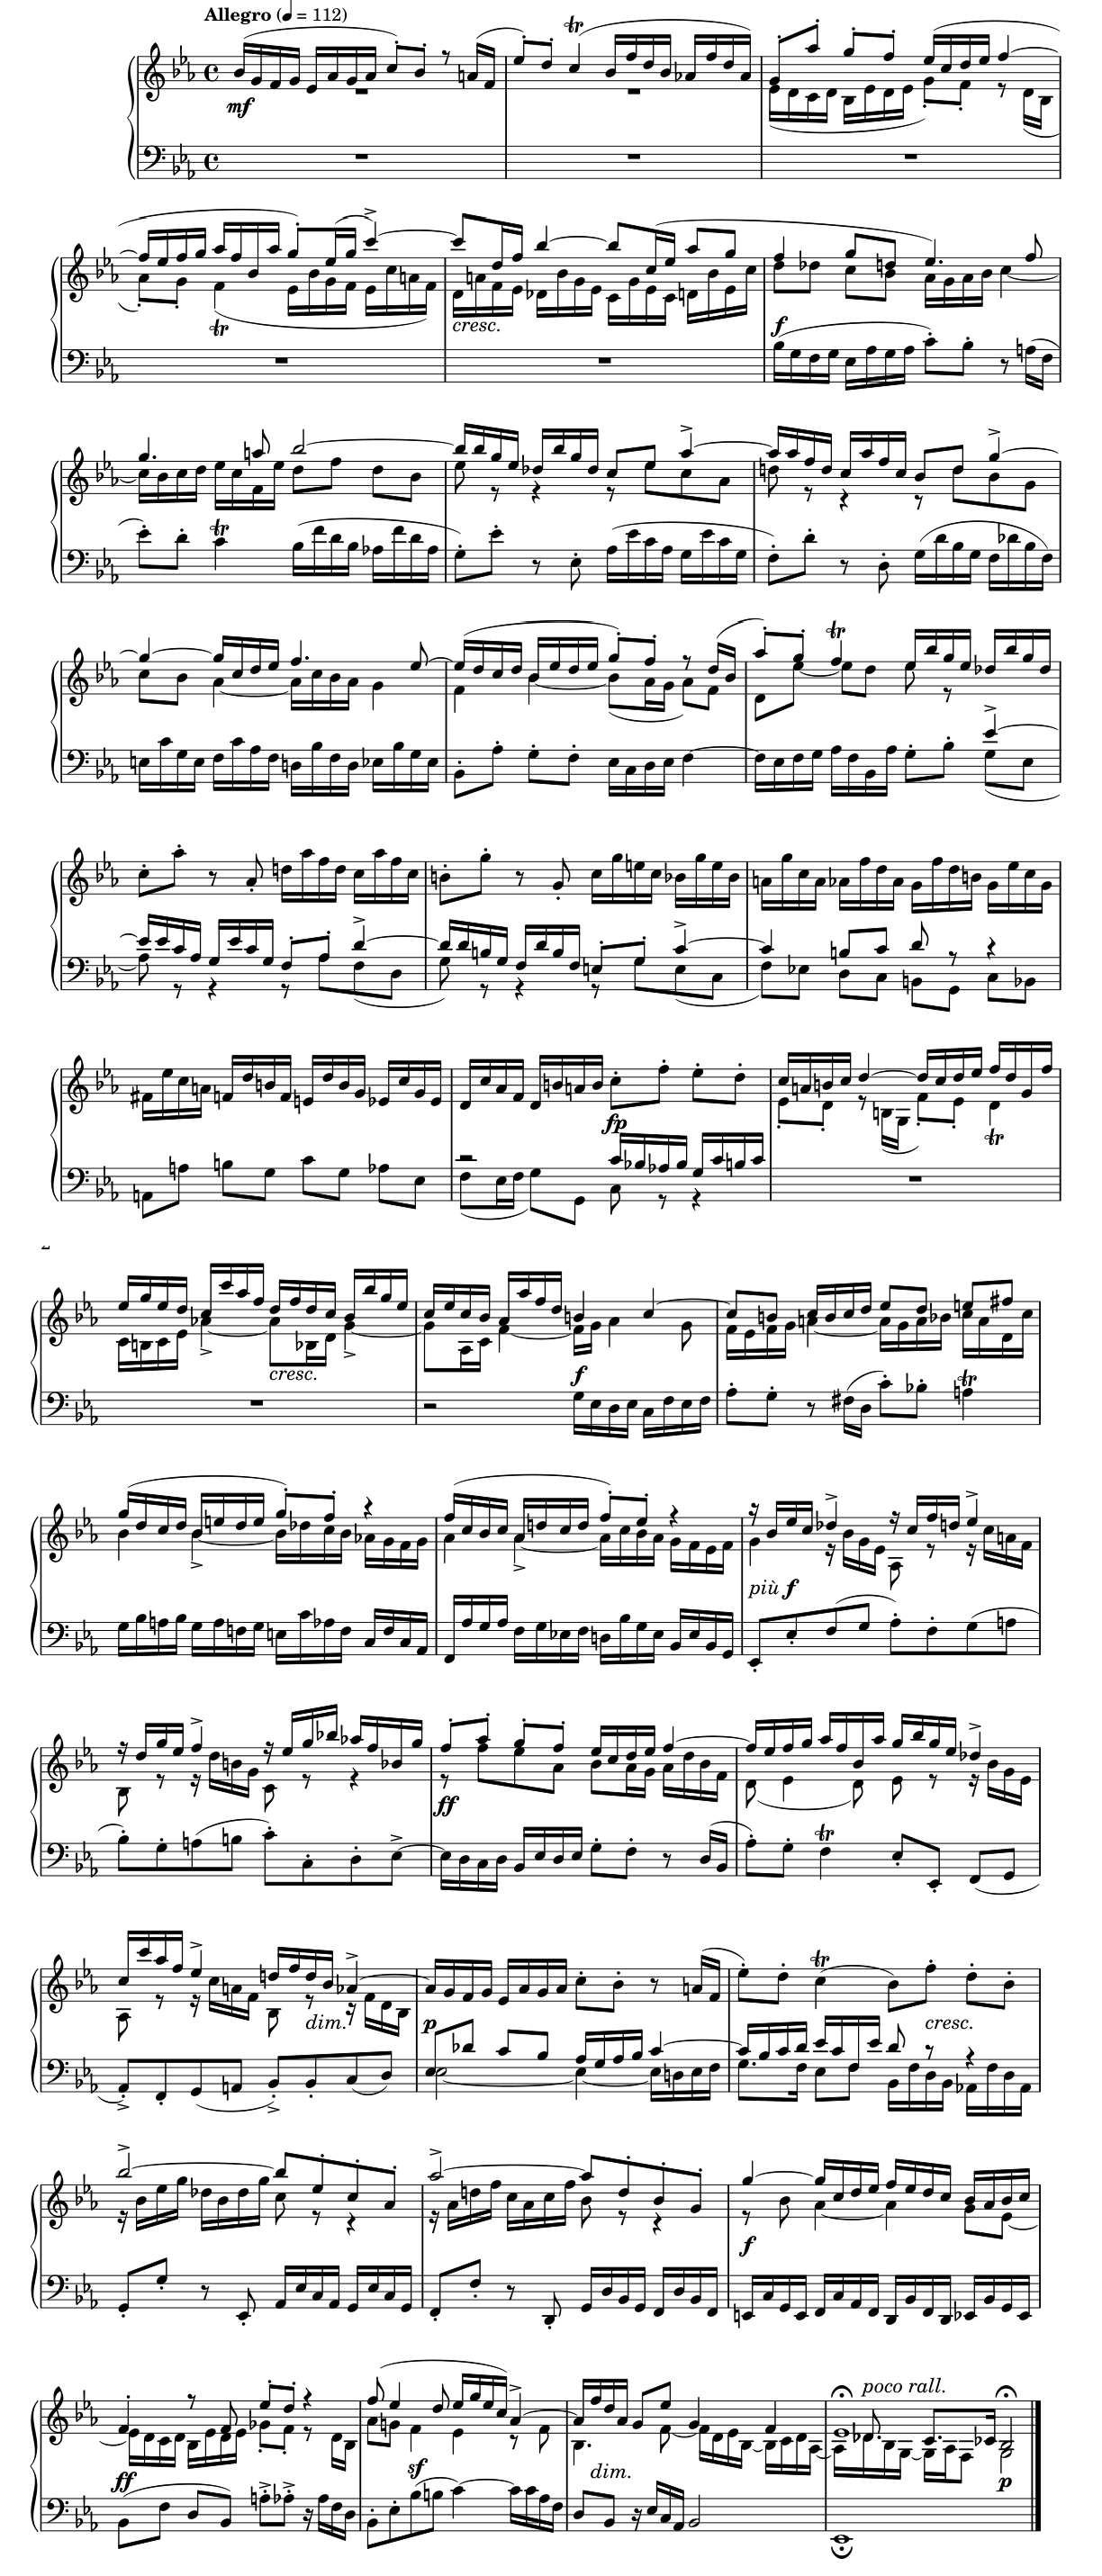 Allegro (♩ = 112)
mf
cresc.
f
fp
cresc.
f
più f
ff
dim.
p
cresc.
f
ff
sf
dim.
poco rall.
p